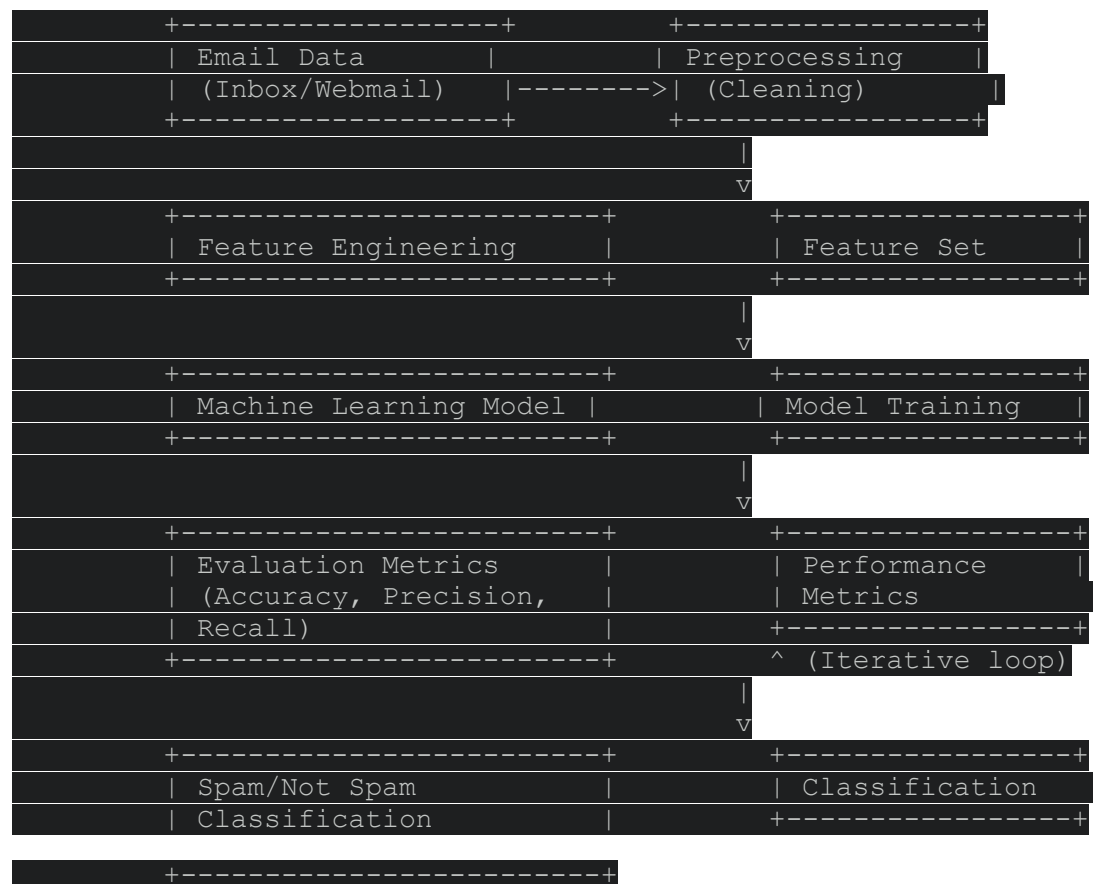 +-------------------+ +-----------------+
| Email Data | | Preprocessing |
| (Inbox/Webmail) |-------->| (Cleaning) |
+-------------------+ +-----------------+
|
v
+-------------------------+ +-----------------+
| Feature Engineering | | Feature Set |
+-------------------------+ +-----------------+
|
v
+-------------------------+ +-----------------+
| Machine Learning Model | | Model Training |
+-------------------------+ +-----------------+
|
v
+-------------------------+ +-----------------+
| Evaluation Metrics | | Performance |
| (Accuracy, Precision, | | Metrics
| Recall) | +-----------------+
+-------------------------+ ^ (Iterative loop)
|
v
+-------------------------+ +-----------------+
| Spam/Not Spam | | Classification
| Classification | +-----------------+
+-------------------------+